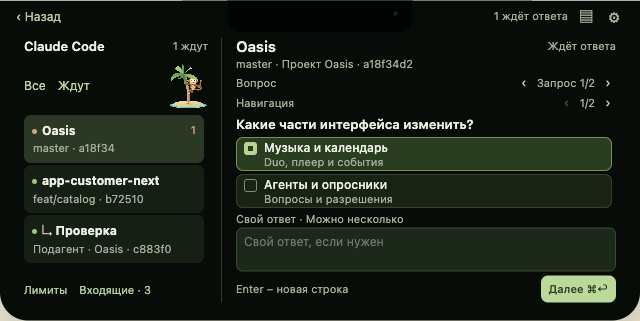 ‹ Назад
1 ждёт ответа
Claude Code
1 ждут
Все Ждут
Oasis 1
master · a18f34
app-customer-next
feat/catalog · b72510
Проверка
Подагент · Oasis · c883f0
Лимиты Входящие · 3
Oasis
Ждёт ответа
master · Проект Oasis · a18f34d2
Вопрос
‹ Запрос 1/2 ›
Навигация
‹ 1/2 ›
Какие части интерфейса изменить?
Музыка и календарь
Duo, плеер и события
Агенты и опросники
Вопросы и разрешения
Свой ответ · Можно несколько
Свой ответ, если нужен
Enter – новая строка
Далее ⌘↩